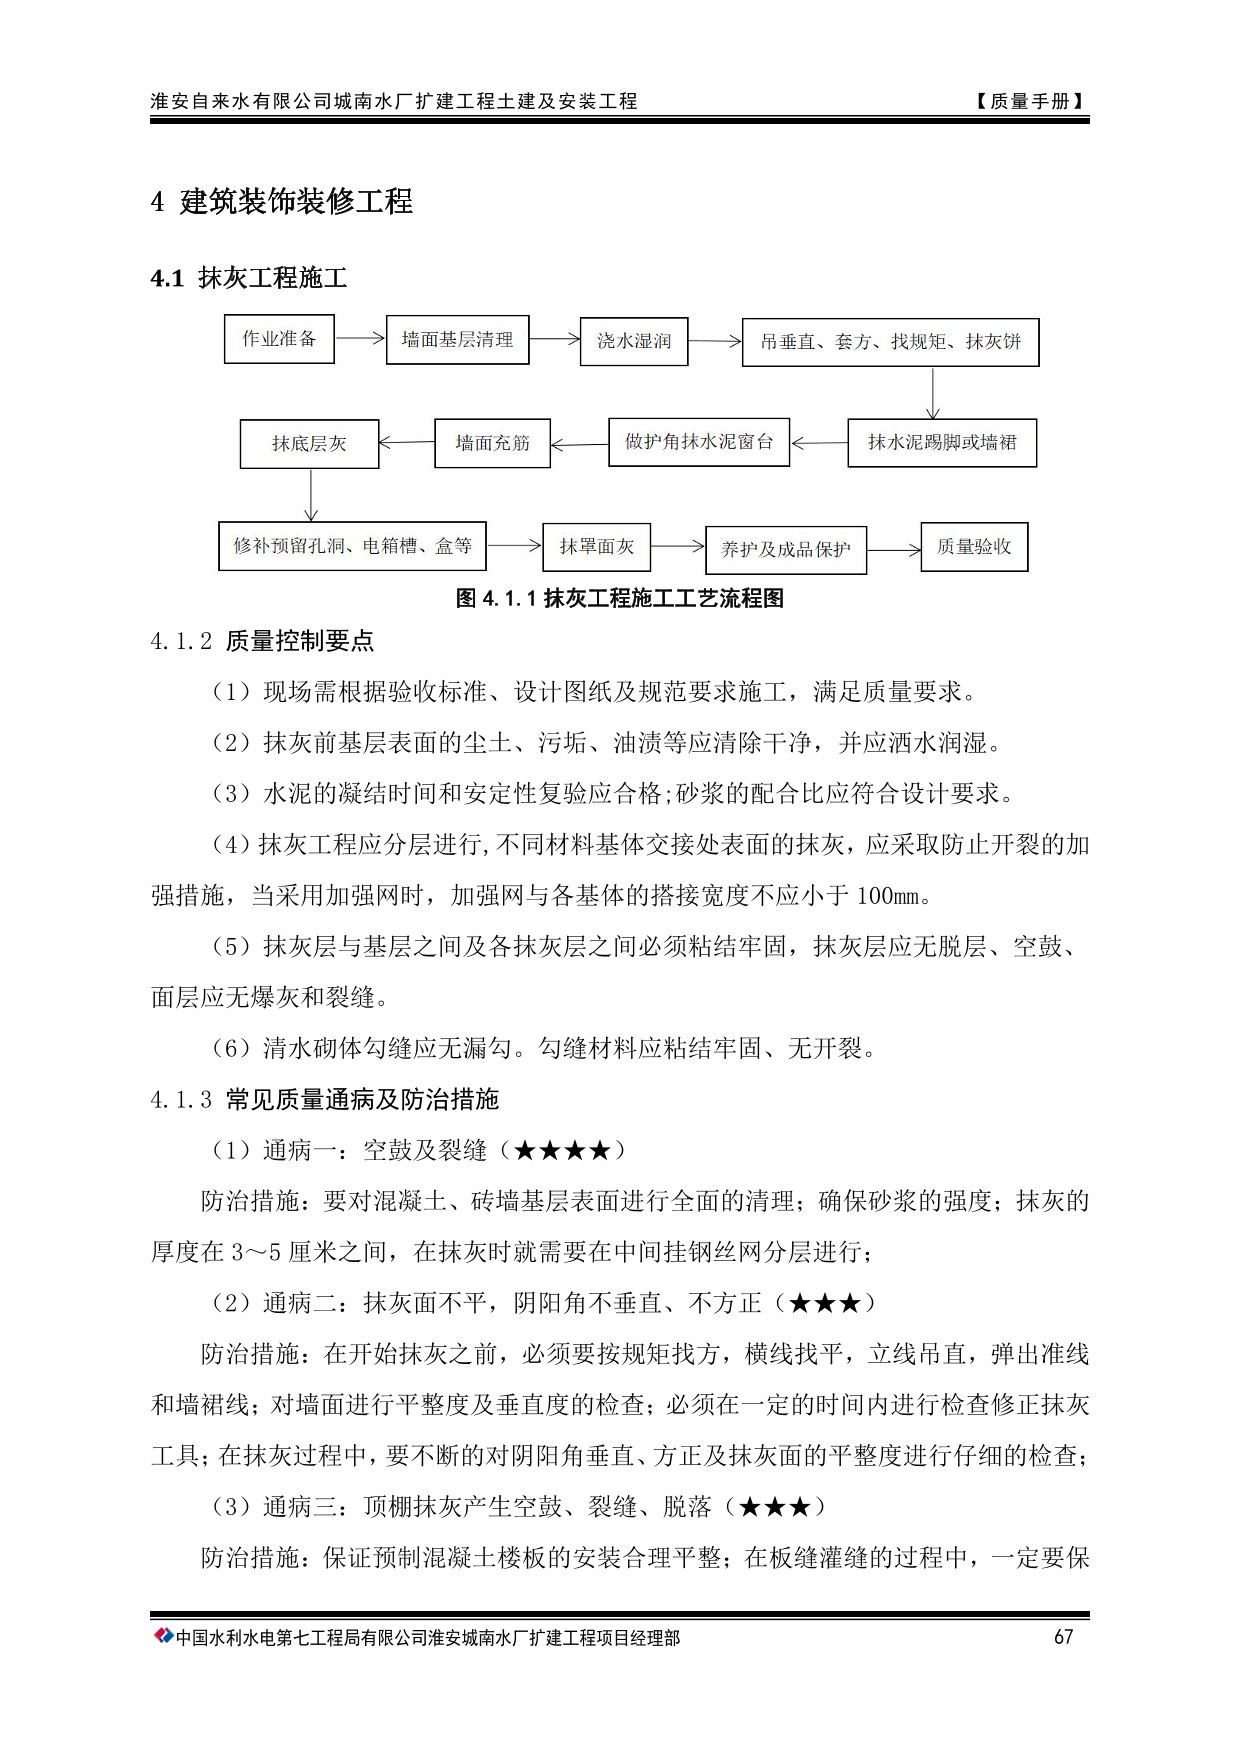 淮安自来水有限公司城南水厂扩建工程土建及安装工程 【质量手册】
4 建筑装饰装修工程
4.1 抹灰工程施工
作业准备 墙面基层清理 浇水湿润 吊垂直、套方、找规矩、抹灰饼
抹底层灰 墙面充筋 做护角抹水泥窗台 抹水泥踢脚或墙裙
修补预留孔洞、电箱槽、盒等 抹罩面灰 养护及成品保护 质量验收
图 4.1.1 抹灰工程施工工艺流程图
4.1.2 质量控制要点
（1）现场需根据验收标准、设计图纸及规范要求施工，满足质量要求。
（2）抹灰前基层表面的尘土、污垢、油渍等应清除干净，并应洒水润湿。
（3）水泥的凝结时间和安定性复验应合格;砂浆的配合比应符合设计要求。
（4）抹灰工程应分层进行,不同材料基体交接处表面的抹灰，应采取防止开裂的加
强措施，当采用加强网时，加强网与各基体的搭接宽度不应小于 100mm。
（5）抹灰层与基层之间及各抹灰层之间必须粘结牢固，抹灰层应无脱层、空鼓、
面层应无爆灰和裂缝。
（6）清水砌体勾缝应无漏勾。勾缝材料应粘结牢固、无开裂。
4.1.3 常见质量通病及防治措施
（1）通病一：空鼓及裂缝（★★★★）
防治措施：要对混凝土、砖墙基层表面进行全面的清理；确保砂浆的强度；抹灰的
厚度在 3～5 厘米之间，在抹灰时就需要在中间挂钢丝网分层进行；
（2）通病二：抹灰面不平，阴阳角不垂直、不方正（★★★）
防治措施：在开始抹灰之前，必须要按规矩找方，横线找平，立线吊直，弹出准线
和墙裙线；对墙面进行平整度及垂直度的检查；必须在一定的时间内进行检查修正抹灰
工具；在抹灰过程中，要不断的对阴阳角垂直、方正及抹灰面的平整度进行仔细的检查；
（3）通病三：顶棚抹灰产生空鼓、裂缝、脱落（★★★）
防治措施：保证预制混凝土楼板的安装合理平整；在板缝灌缝的过程中，一定要保
中国水利水电第七工程局有限公司淮安城南水厂扩建工程项目经理部 67